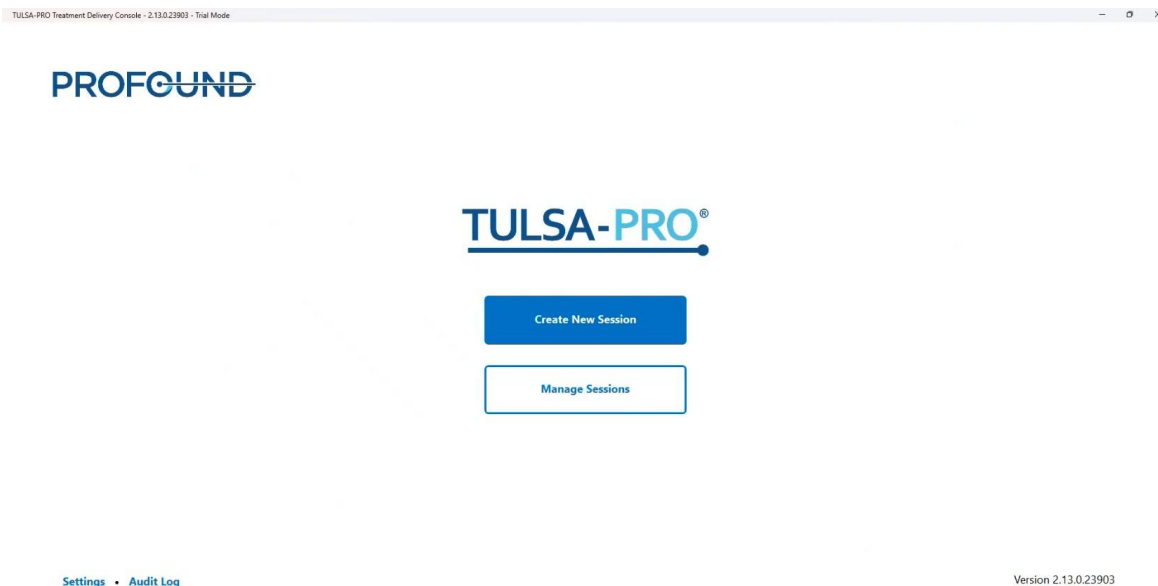 TULSA-PRO Treatment Delivery Console - 2.13.0.23903 - Trial Mode
PROFOUND
TULSA-PRO®
Create New Session
Manage Sessions
Settings • Audit Log
Version 2.13.0.23903